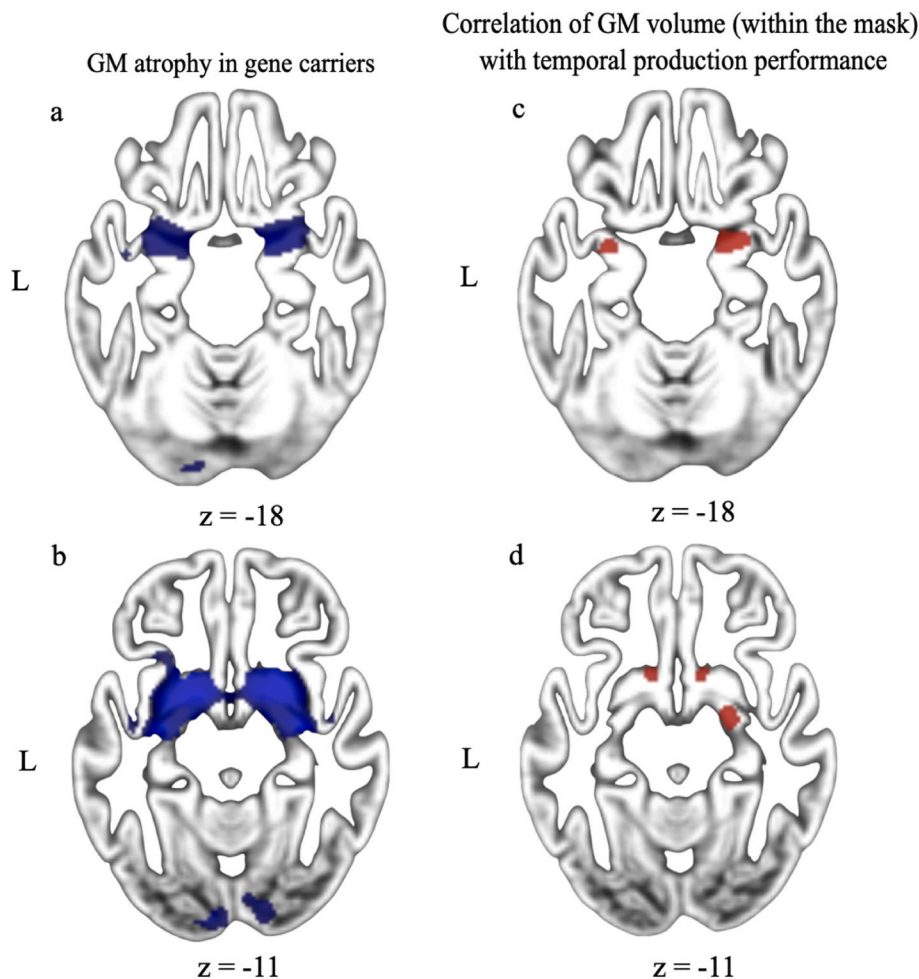 GM atrophy in gene carriers
Correlation of GM volume (within the mask)
with temporal production performance
a
c
L
L
z = -18
z = -18
b
d
L
L
z = -11
z = -11